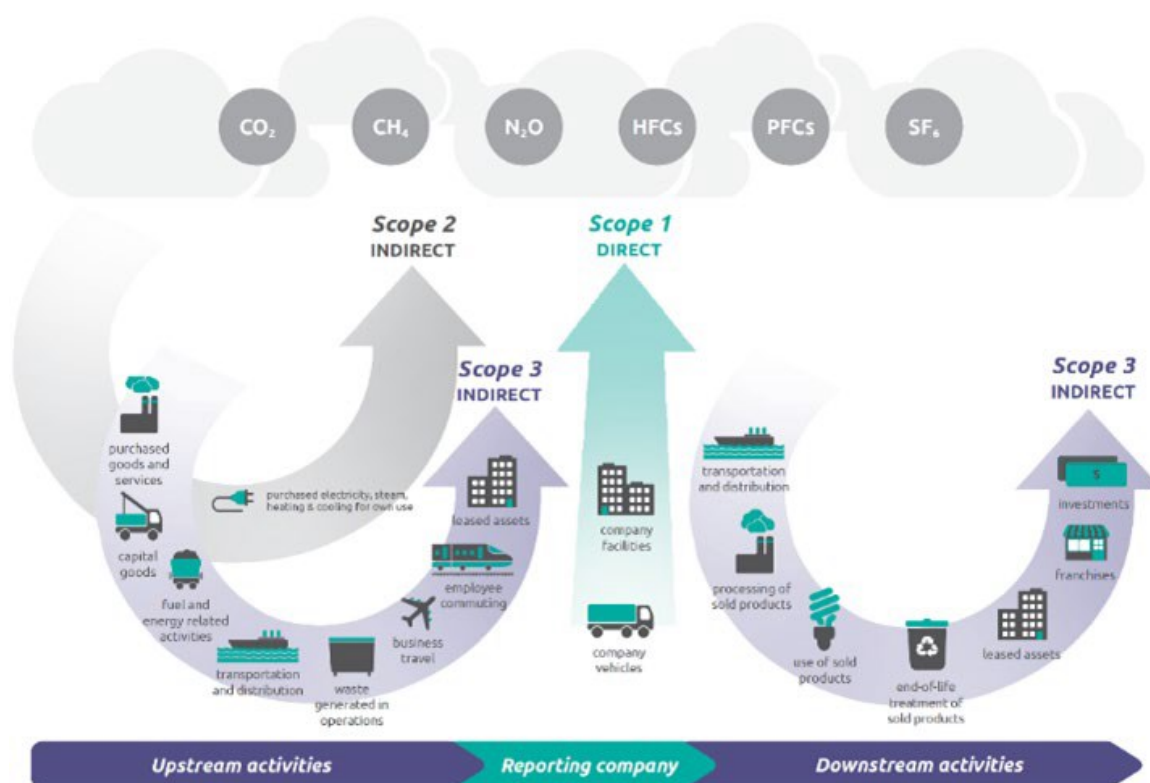 CO₂
CH₄
N₂O
HFCs
PFCs
SF₆
Scope 2
INDIRECT
Scope 1
DIRECT
Scope 3
INDIRECT
Scope 3
INDIRECT
purchased
goods and
services
capital
goods
fuel and
energy related
activities
transportation
and distribution
waste
generated in
operations
business
travel
employee
commuting
leased assets
purchased electricity, steam,
heating & cooling for own use
company
facilities
company
vehicles
transportation
and distribution
processing of
sold products
use of sold
products
end-of-life
treatment of
sold products
leased assets
franchises
$
investments
Upstream activities
Reporting company
Downstream activities